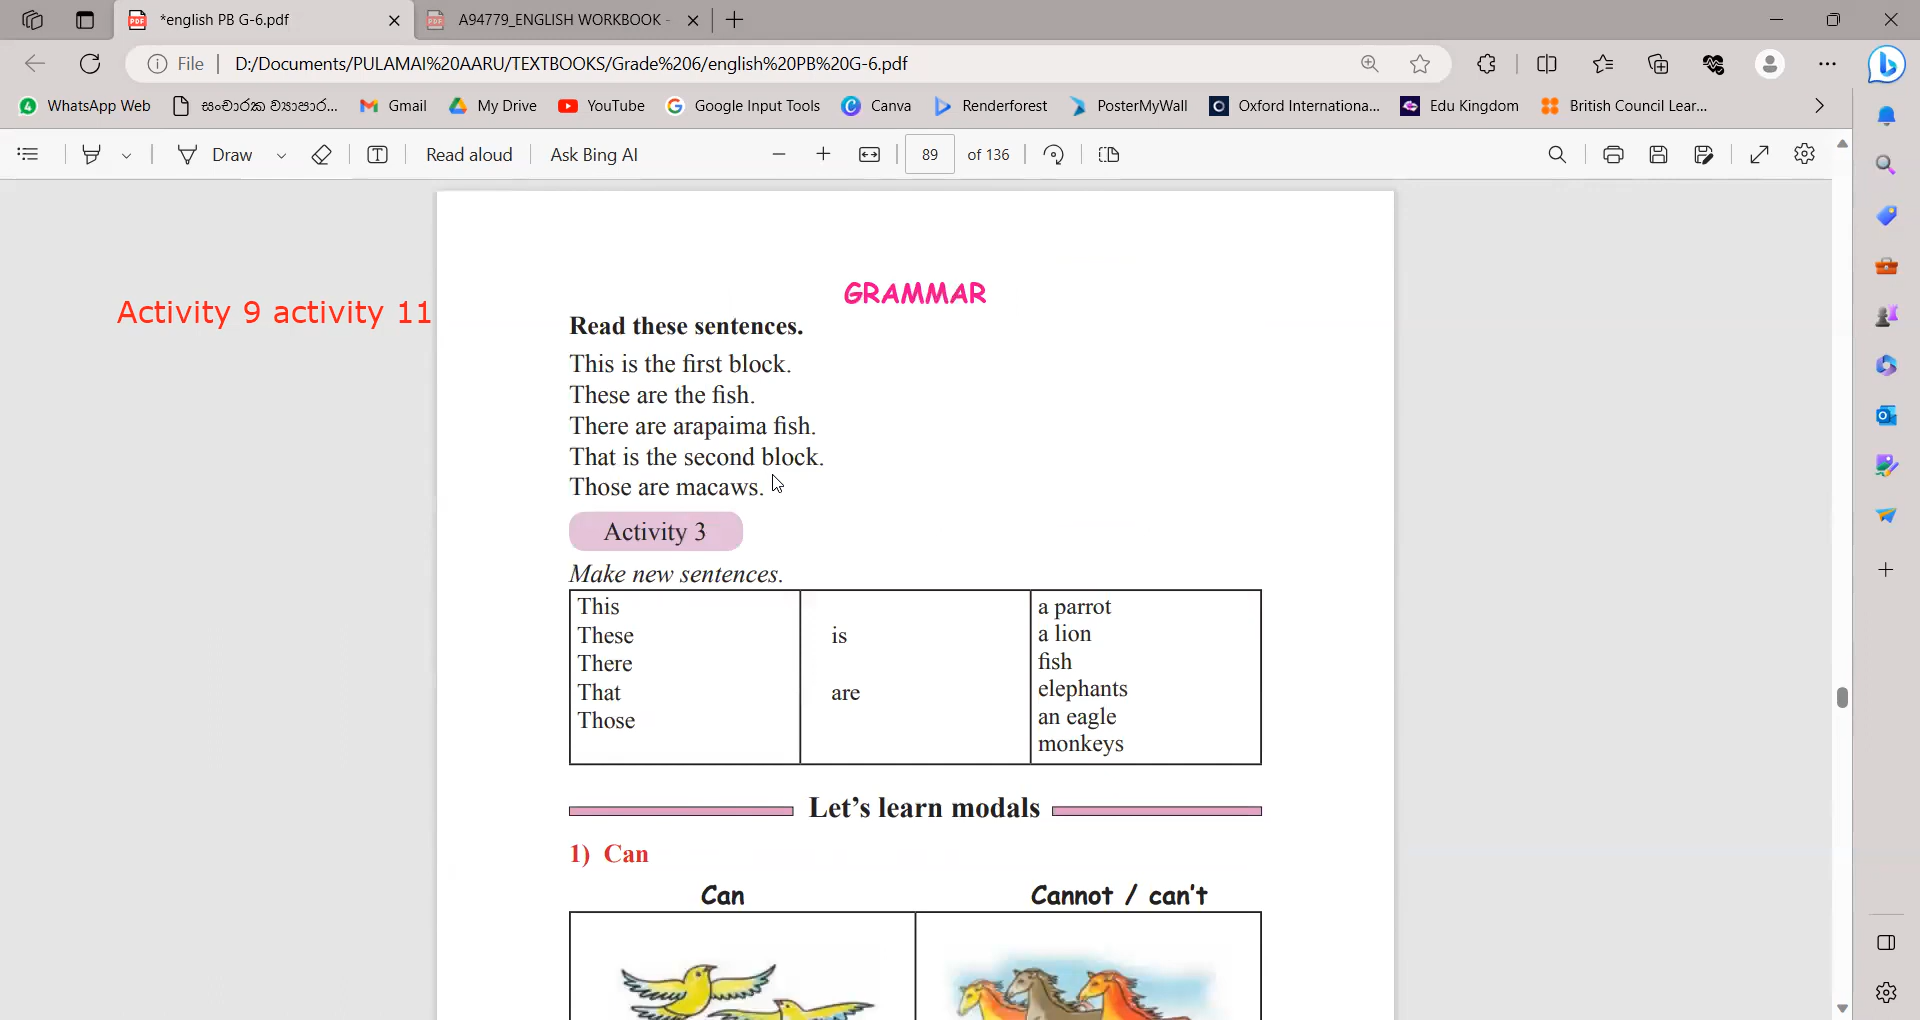 *english PB G-6.pdf
A94779_ENGLISH WORKBOOK -
File
D:/Documents/PULAMAI%20AARU/TEXTBOOKS/Grade%206/english%20PB%20G-6.pdf
WhatsApp Web
සංචාරක ව්‍යාපාර...
Gmail
My Drive
YouTube
Google Input Tools
Canva
Renderforest
PosterMyWall
Oxford Internationa...
Edu Kingdom
British Council Lear...
Draw
Read aloud
Ask Bing AI
89
of 136
Activity 9 activity 11
GRAMMAR
Read these sentences.
This is the first block.
These are the fish.
There are arapaima fish.
That is the second block.
Those are macaws.
Activity 3
Make new sentences.
This
These
There
That
Those
is
are
a parrot
a lion
fish
elephants
an eagle
monkeys
Let’s learn modals
1) Can
Can
Cannot / can't